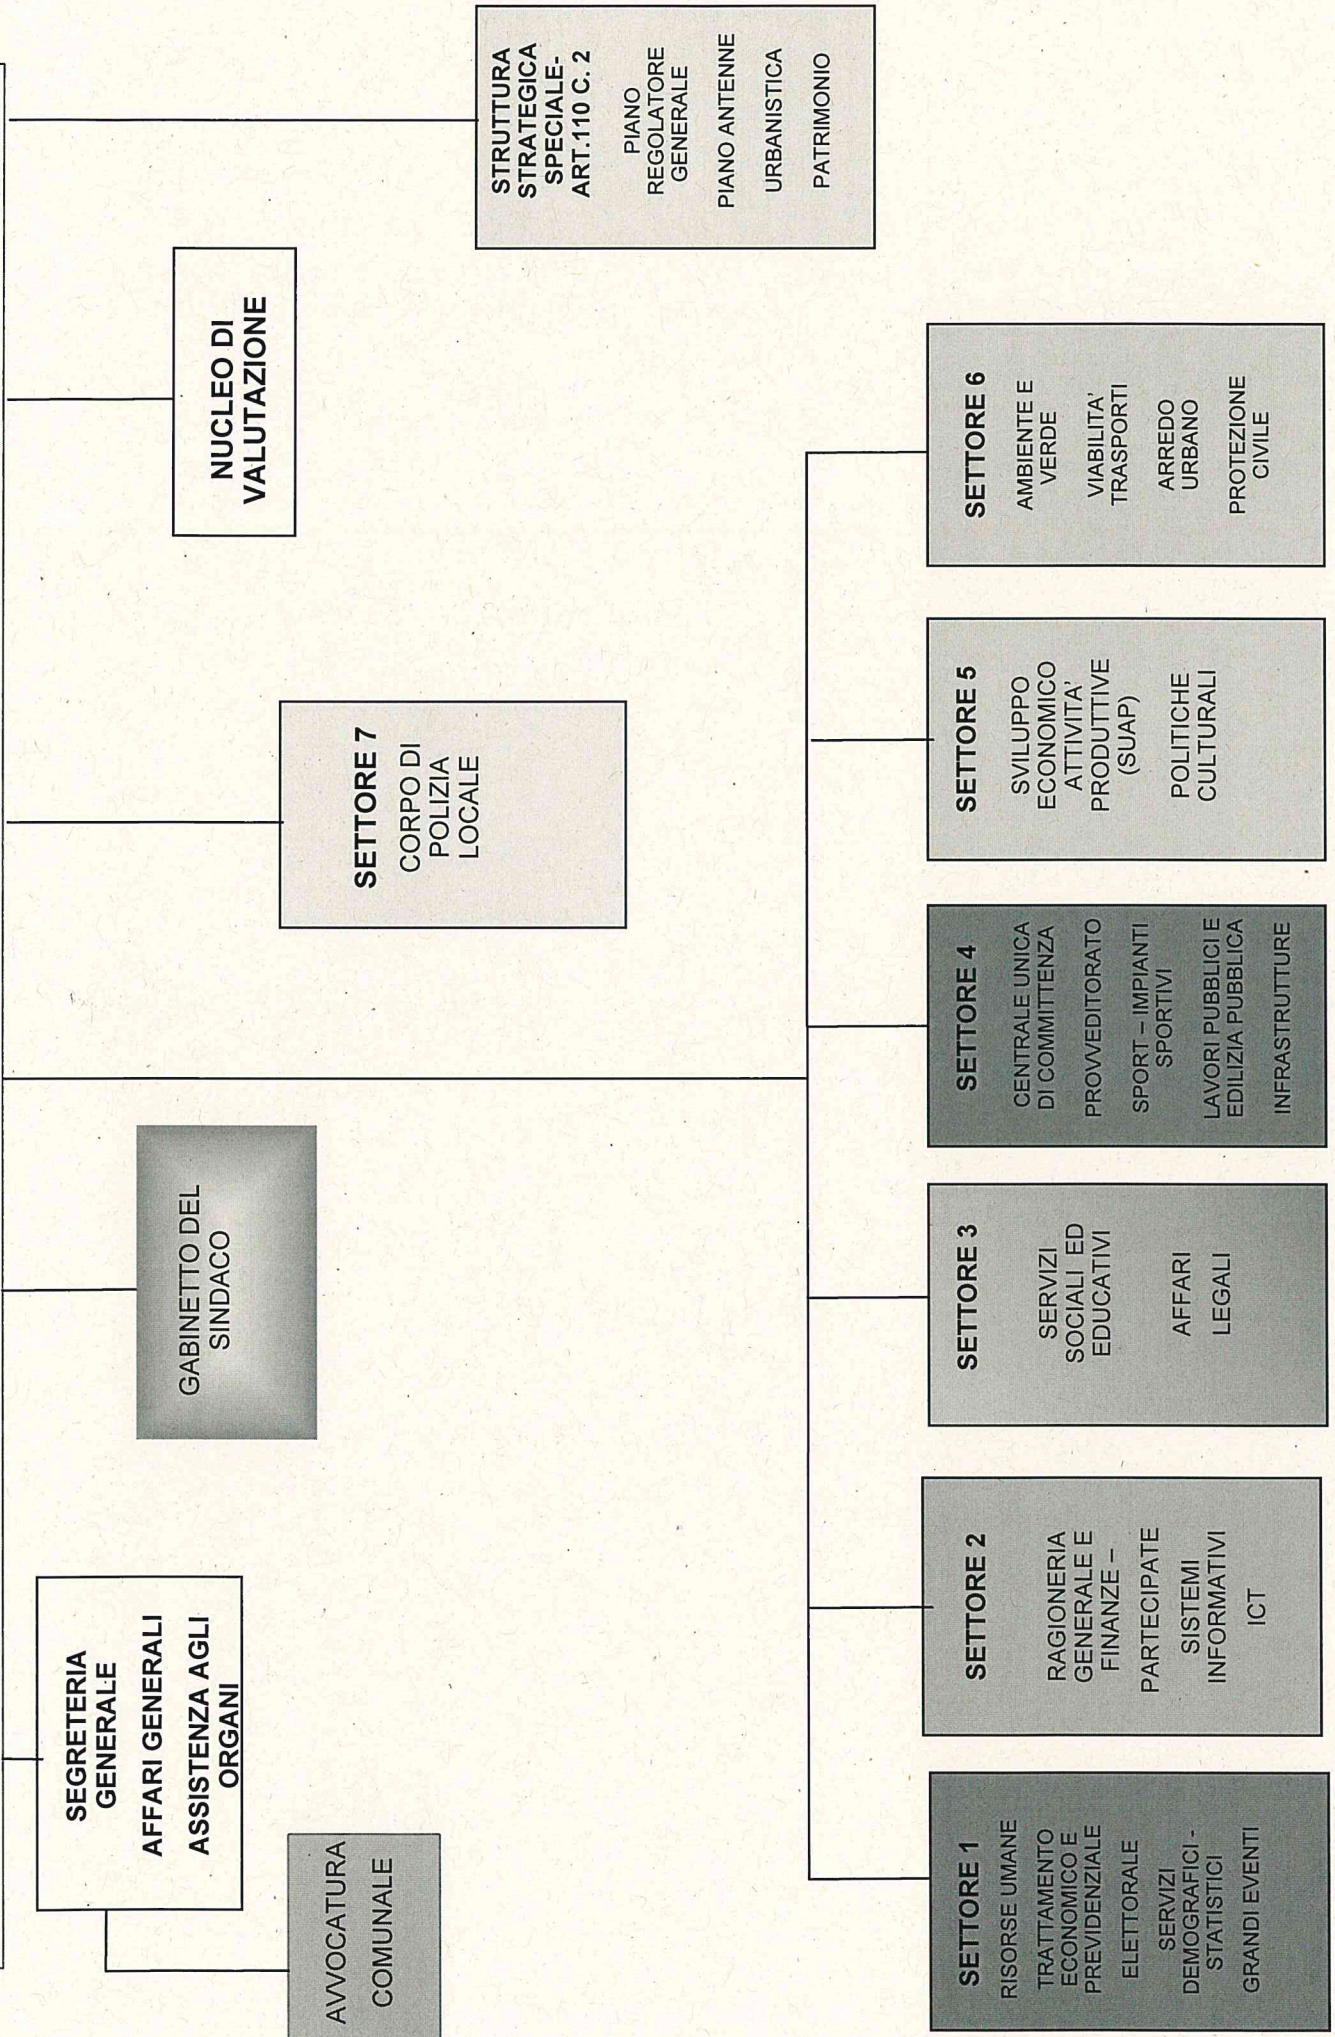 SEGRETERIA
GENERALE
AFFARI GENERALI
ASSISTENZA AGLI
ORGANI
AVVOCATURA
COMUNALE
GABINETTO DEL
SINDACO
SETTORE 7
CORPO DI
POLIZIA
LOCALE
NUCLEO DI
VALUTAZIONE
STRUTTURA
STRATEGICA
SPECIALE-
ART.110 C. 2
PIANO
REGOLATORE
GENERALE
PIANO ANTENNE
URBANISTICA
PATRIMONIO
SETTORE 1
RISORSE UMANE
TRATTAMENTO
ECONOMICO E
PREVIDENZIALE
ELETTORALE
SERVIZI
DEMOGRAFICI -
STATISTICI
GRANDI EVENTI
SETTORE 2
RAGIONERIA
GENERALE E
FINANZE –
PARTECIPATE
SISTEMI
INFORMATIVI
ICT
SETTORE 3
SERVIZI
SOCIALI ED
EDUCATIVI
AFFARI
LEGALI
SETTORE 4
CENTRALE UNICA
DI COMMITTENZA
PROVVEDITORATO
SPORT – IMPIANTI
SPORTIVI
LAVORI PUBBLICI E
EDILIZIA PUBBLICA
INFRASTRUTTURE
SETTORE 5
SVILUPPO
ECONOMICO
ATTIVITA'
PRODUTTIVE
(SUAP)
POLITICHE
CULTURALI
SETTORE 6
AMBIENTE E
VERDE
VIABILITA'
TRASPORTI
ARREDO
URBANO
PROTEZIONE
CIVILE